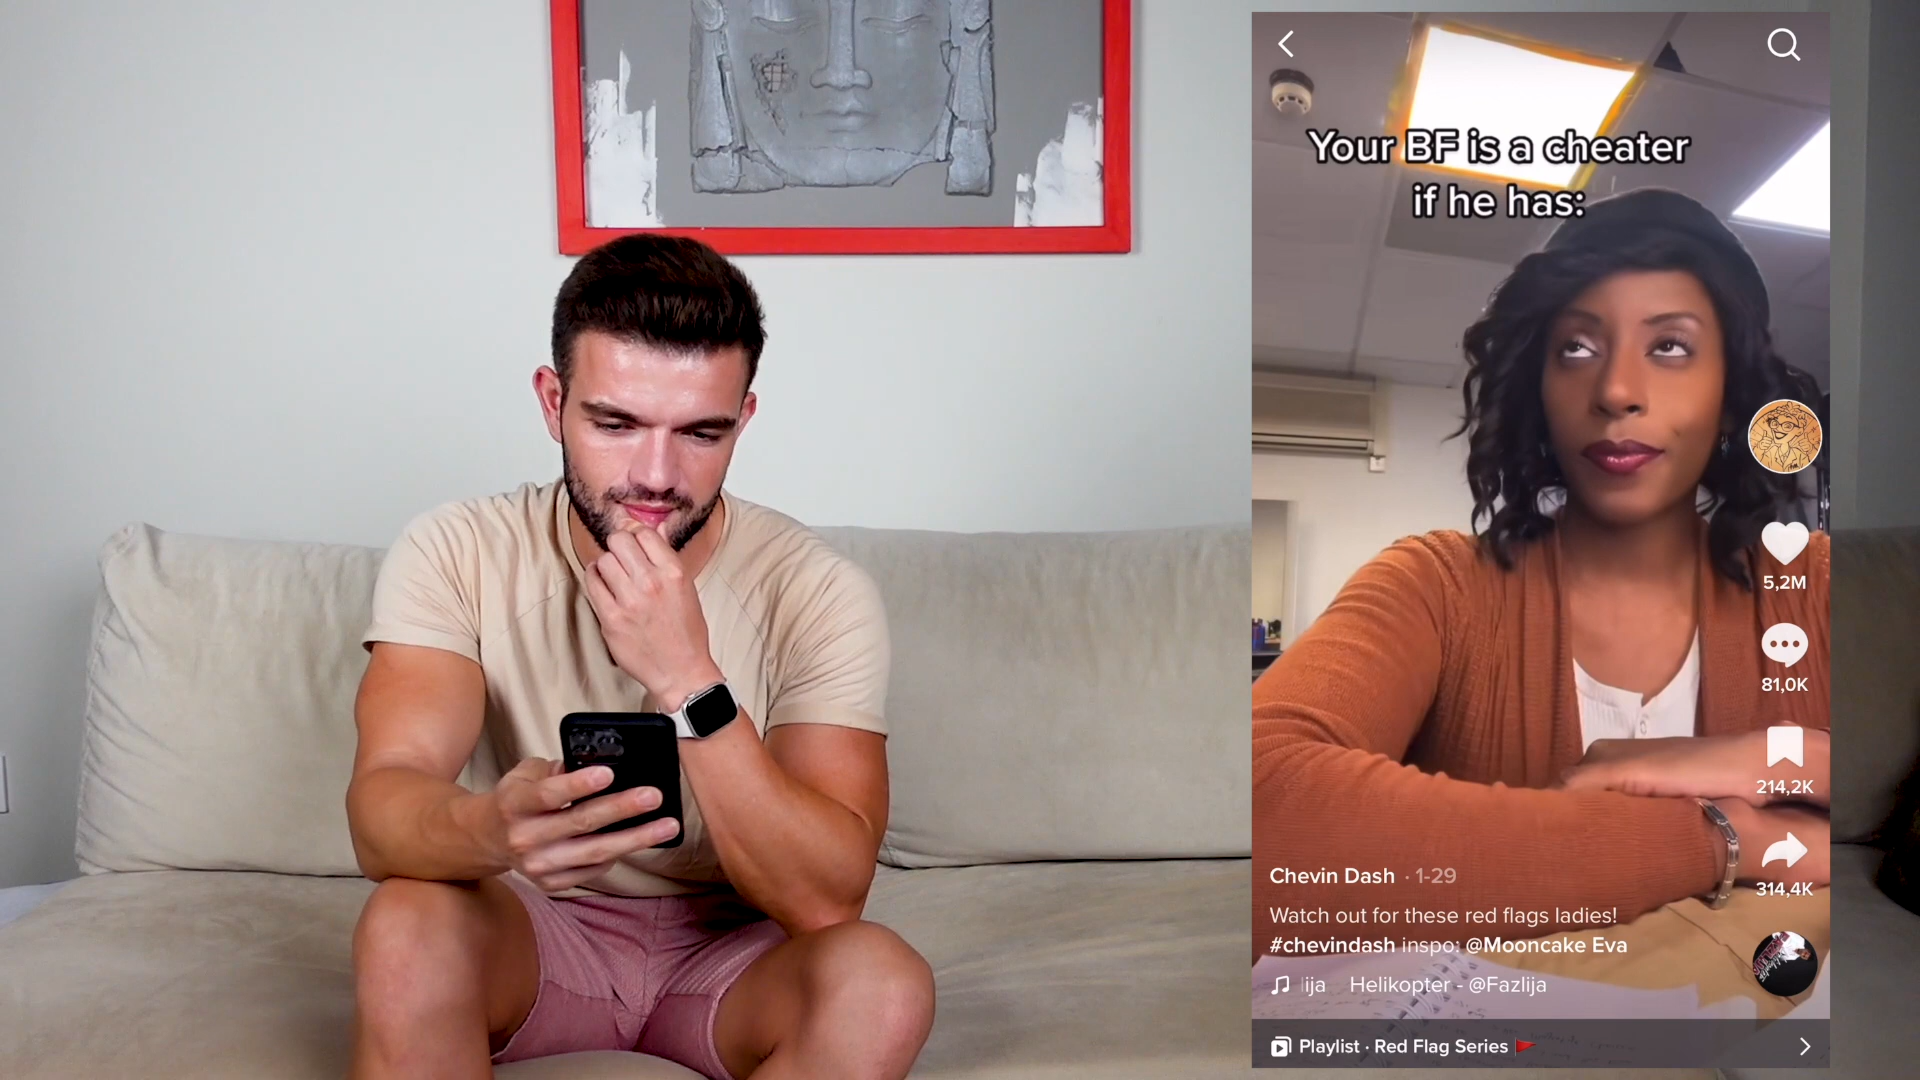 Your BF is a cheater
if he has:
5,2M
81,0K
214,2K
314,4K
Chevin Dash · 1-29
Watch out for these red flags ladies!
#chevindash inspo: @Mooncake Eva
ija Helikopter - @Fazlija
Playlist · Red Flag Series